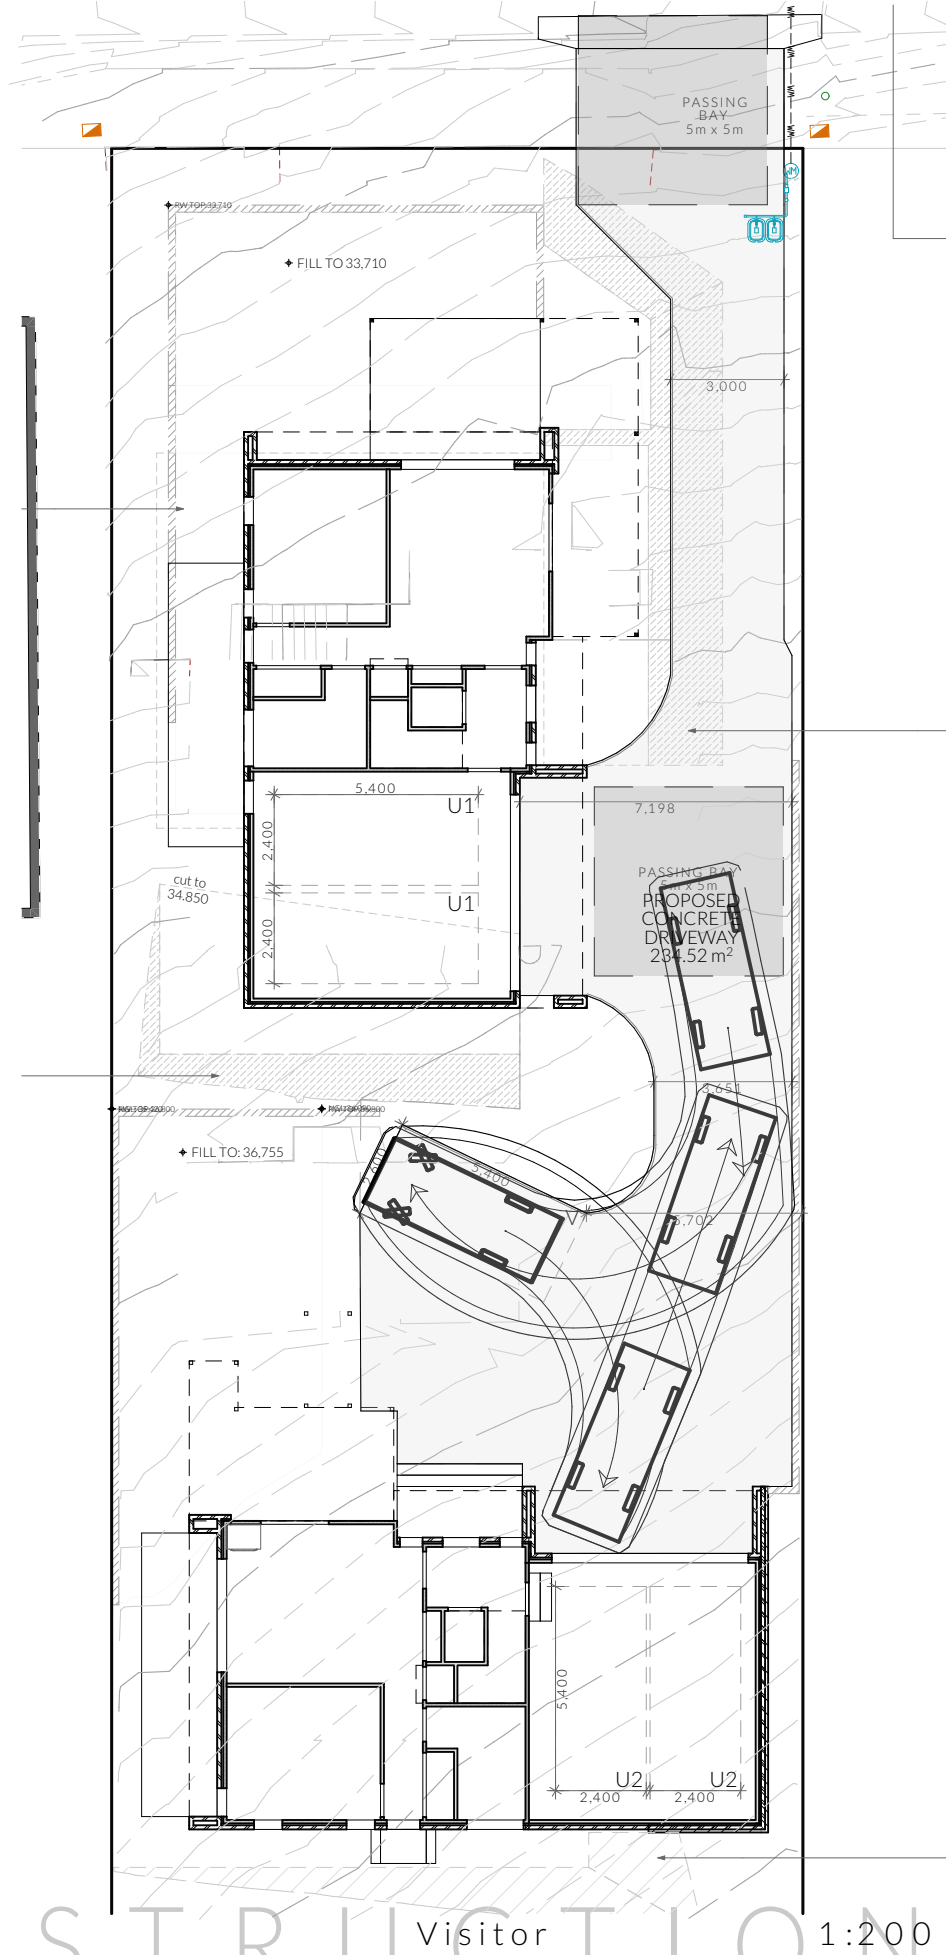 PASSING
BAY
5m x 5m
RW TOP:33,710
FILL TO 33,710
3,000
5,400
U1
7,198
2,400
PASSING BAY
5m x 5m
cut to
34.850
U1
PROPOSED
CONCRETE
DRIVEWAY
234.52 m²
2,400
3,651
FILL TO: 36,755
2,600
5,400
V
5,702
5,400
U2
U2
2,400
2,400
STRUCTION
Visitor
1:200